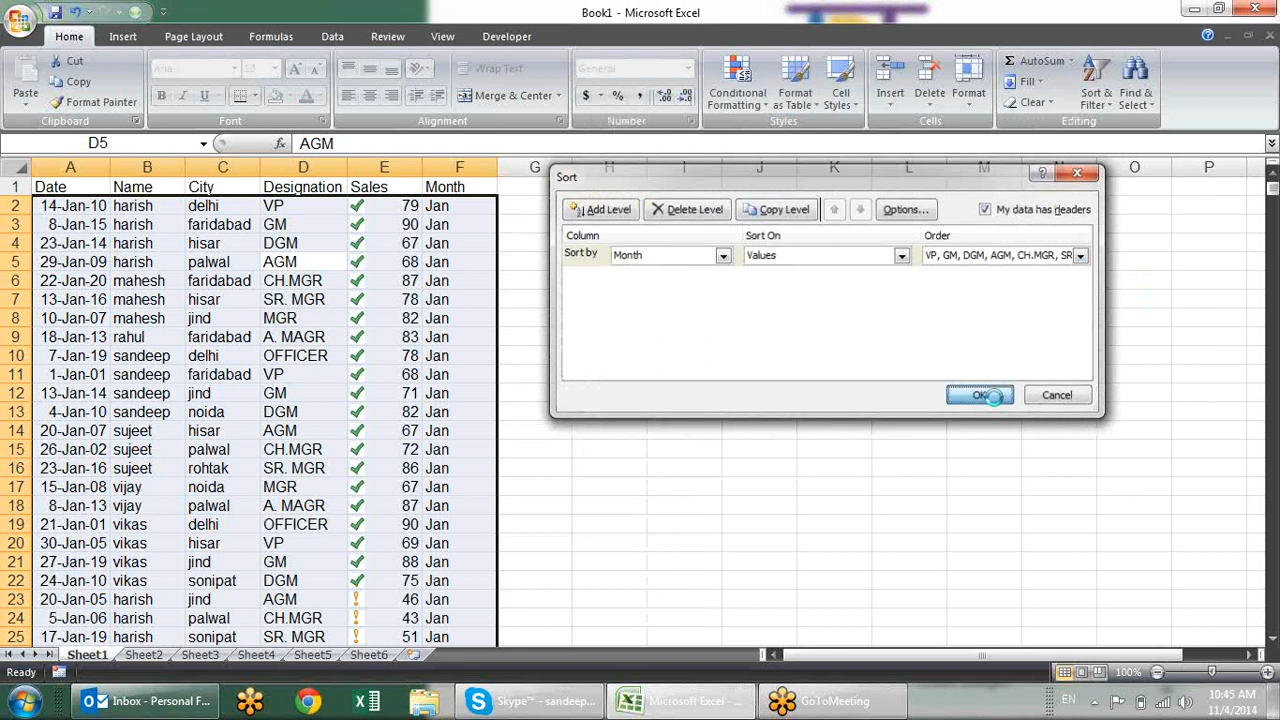 Book1 - Microsoft Excel
Home Insert Page Layout Formulas Data Review View Developer
Paste
Cut
Copy
Format Painter
Clipboard
Aria 12 A A
B I U A
Font
Wrap Text
Merge & Center
Alignment
General
$ % ,
Number
Conditional Formatting
Format as Table
Cell Styles
Styles
Insert Delete Format
Cells
AutoSum
Fill
Clear
Sort & Filter
Find & Select
Editing
D5 fx AGM
A B C D E F G H I J K L M N O P
1 Date Name City Designation Sales Month
2 14-Jan-10 harish delhi VP 79 Jan
3 8-Jan-15 harish faridabad GM 90 Jan
4 23-Jan-14 harish hisar DGM 67 Jan
5 29-Jan-09 harish palwal AGM 68 Jan
6 22-Jan-20 mahesh faridabad CH.MGR 87 Jan
7 13-Jan-16 mahesh hisar SR. MGR 78 Jan
8 10-Jan-07 mahesh jind MGR 82 Jan
9 18-Jan-13 rahul faridabad A. MAGR 83 Jan
10 7-Jan-19 sandeep delhi OFFICER 78 Jan
11 1-Jan-01 sandeep faridabad VP 68 Jan
12 13-Jan-14 sandeep jind GM 71 Jan
13 4-Jan-10 sandeep noida DGM 82 Jan
14 20-Jan-07 sujeet hisar AGM 67 Jan
15 26-Jan-02 sujeet palwal CH.MGR 72 Jan
16 23-Jan-16 sujeet rohtak SR. MGR 86 Jan
17 15-Jan-08 vijay noida MGR 67 Jan
18 8-Jan-13 vijay palwal A. MAGR 87 Jan
19 21-Jan-01 vikas delhi OFFICER 90 Jan
20 30-Jan-05 vikas hisar VP 69 Jan
21 27-Jan-19 vikas jind GM 88 Jan
22 24-Jan-10 vikas sonipat DGM 75 Jan
23 20-Jan-05 harish jind AGM 46 Jan
24 5-Jan-06 harish palwal CH.MGR 43 Jan
25 17-Jan-19 harish sonipat SR. MGR 51 Jan
Sort
Add Level Delete Level Copy Level Options... My data has headers
Column Sort On Order
Sort by Month Values VP, GM, DGM, AGM, CH.MGR, SR
OK Cancel
Sheet1 Sheet2 Sheet3 Sheet4 Sheet5 Sheet6
Ready 100%
Inbox - Personal F... Skype™ - sandeep... Microsoft Excel - ... GoToMeeting EN 10:45 AM
11/4/2014